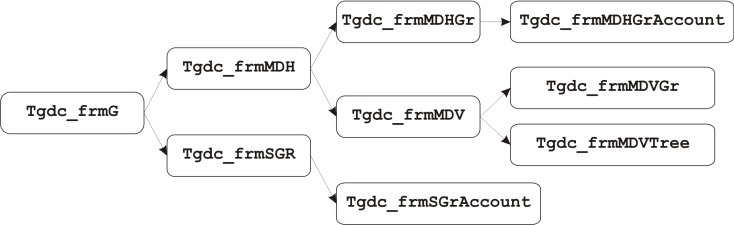 Tgdc_frmG
Tgdc_frmMDH
Tgdc_frmSGR
Tgdc_frmMDHGr
Tgdc_frmMDV
Tgdc_frmSGrAccount
Tgdc_frmMDHGrAccount
Tgdc_frmMDVGr
Tgdc_frmMDVTree